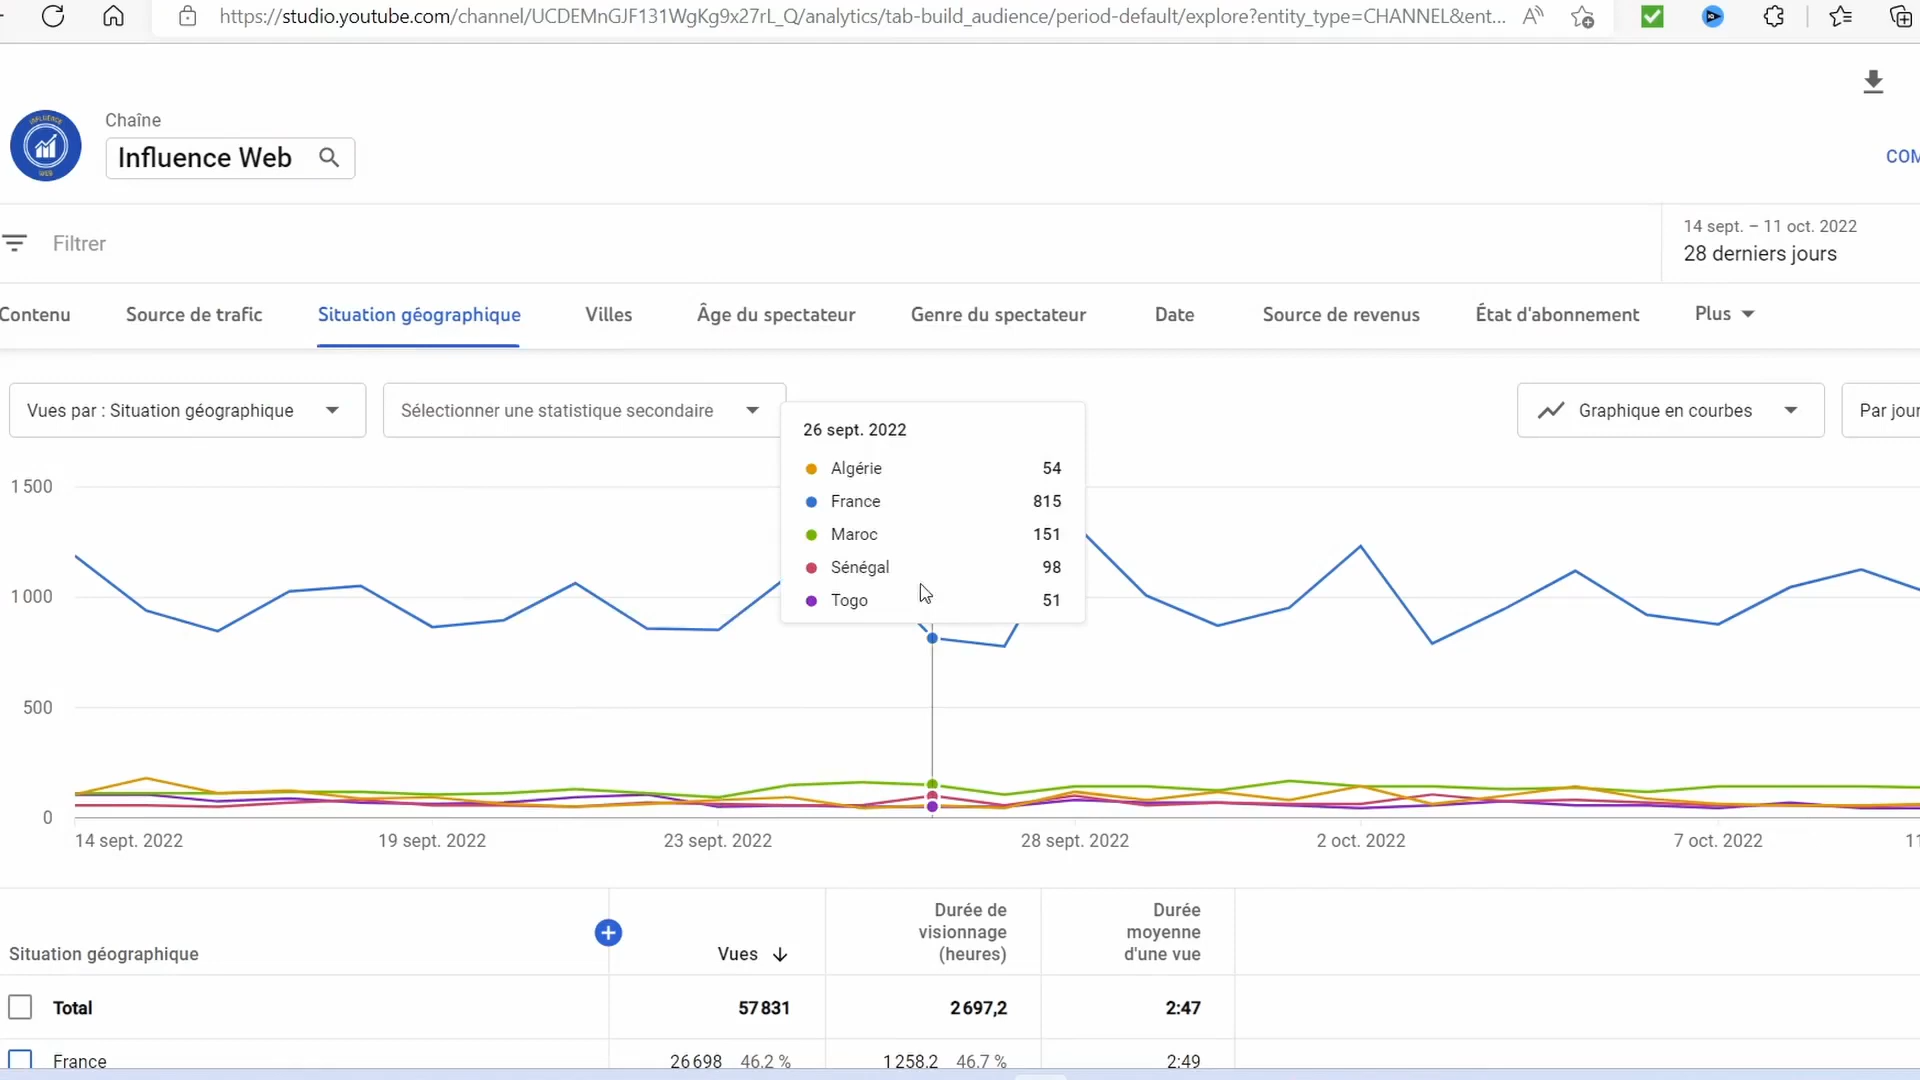 https://studio.youtube.com/channel/UCDEMnGJF131WgKg9x27rL_Q/analytics/tab-build_audience/period-default/explore?entity_type=CHANNEL&ent...
INFLUENCE
WEB
Chaîne
Influence Web
COM
Filtrer
14 sept. – 11 oct. 2022
28 derniers jours
Contenu
Source de trafic
Situation géographique
Villes
Âge du spectateur
Genre du spectateur
Date
Source de revenus
État d'abonnement
Plus
Vues par : Situation géographique
Sélectionner une statistique secondaire
Graphique en courbes
Par jour
26 sept. 2022
Algérie 54
France 815
Maroc 151
Sénégal 98
Togo 51
1 500
1 000
500
0
14 sept. 2022
19 sept. 2022
23 sept. 2022
28 sept. 2022
2 oct. 2022
7 oct. 2022
11
Situation géographique
Vues
Durée de
visionnage
(heures)
Durée
moyenne
d'une vue
Total 57 831 2 697,2 2:47
France 26 698 46,2 % 1 258,2 46,7 % 2:49